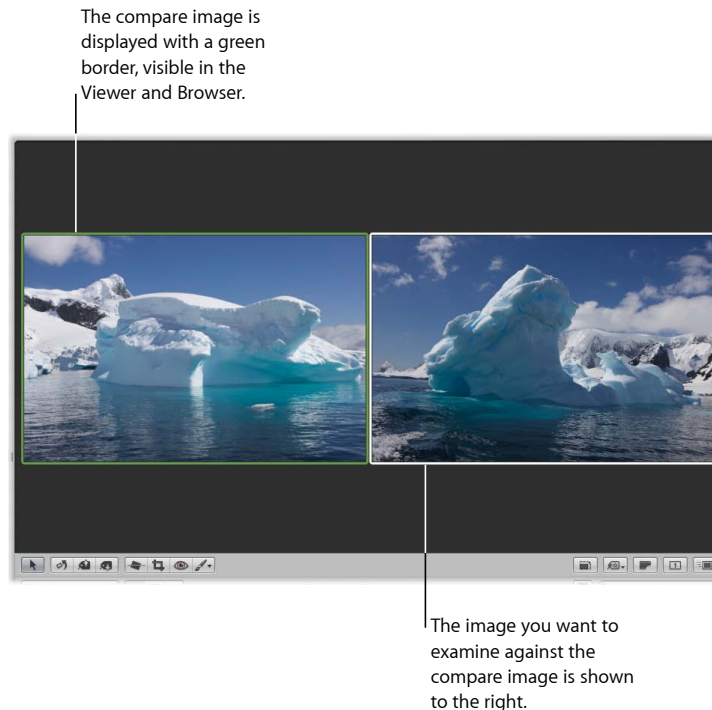 The compare image is
displayed with a green
border, visible in the
Viewer and Browser.
1
The image you want to
examine against the
compare image is shown
to the right.